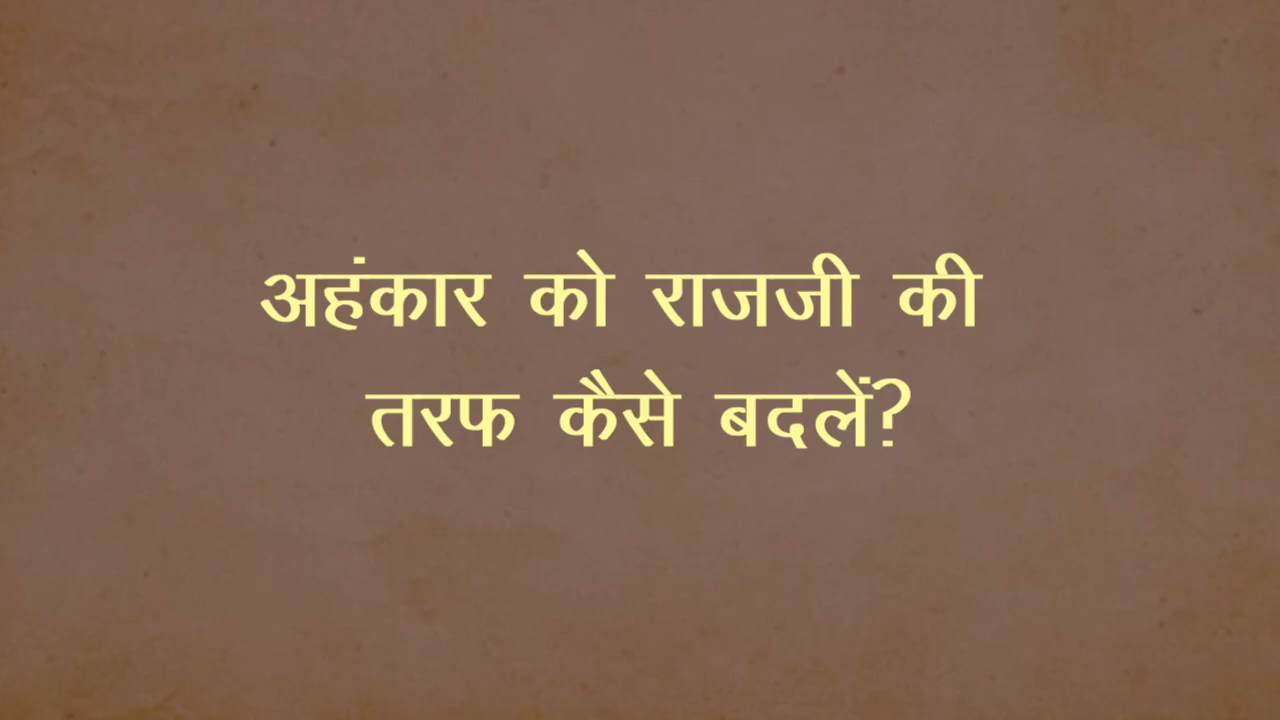 अहंकार को राजजी की
तरफ कैसे बदलें?